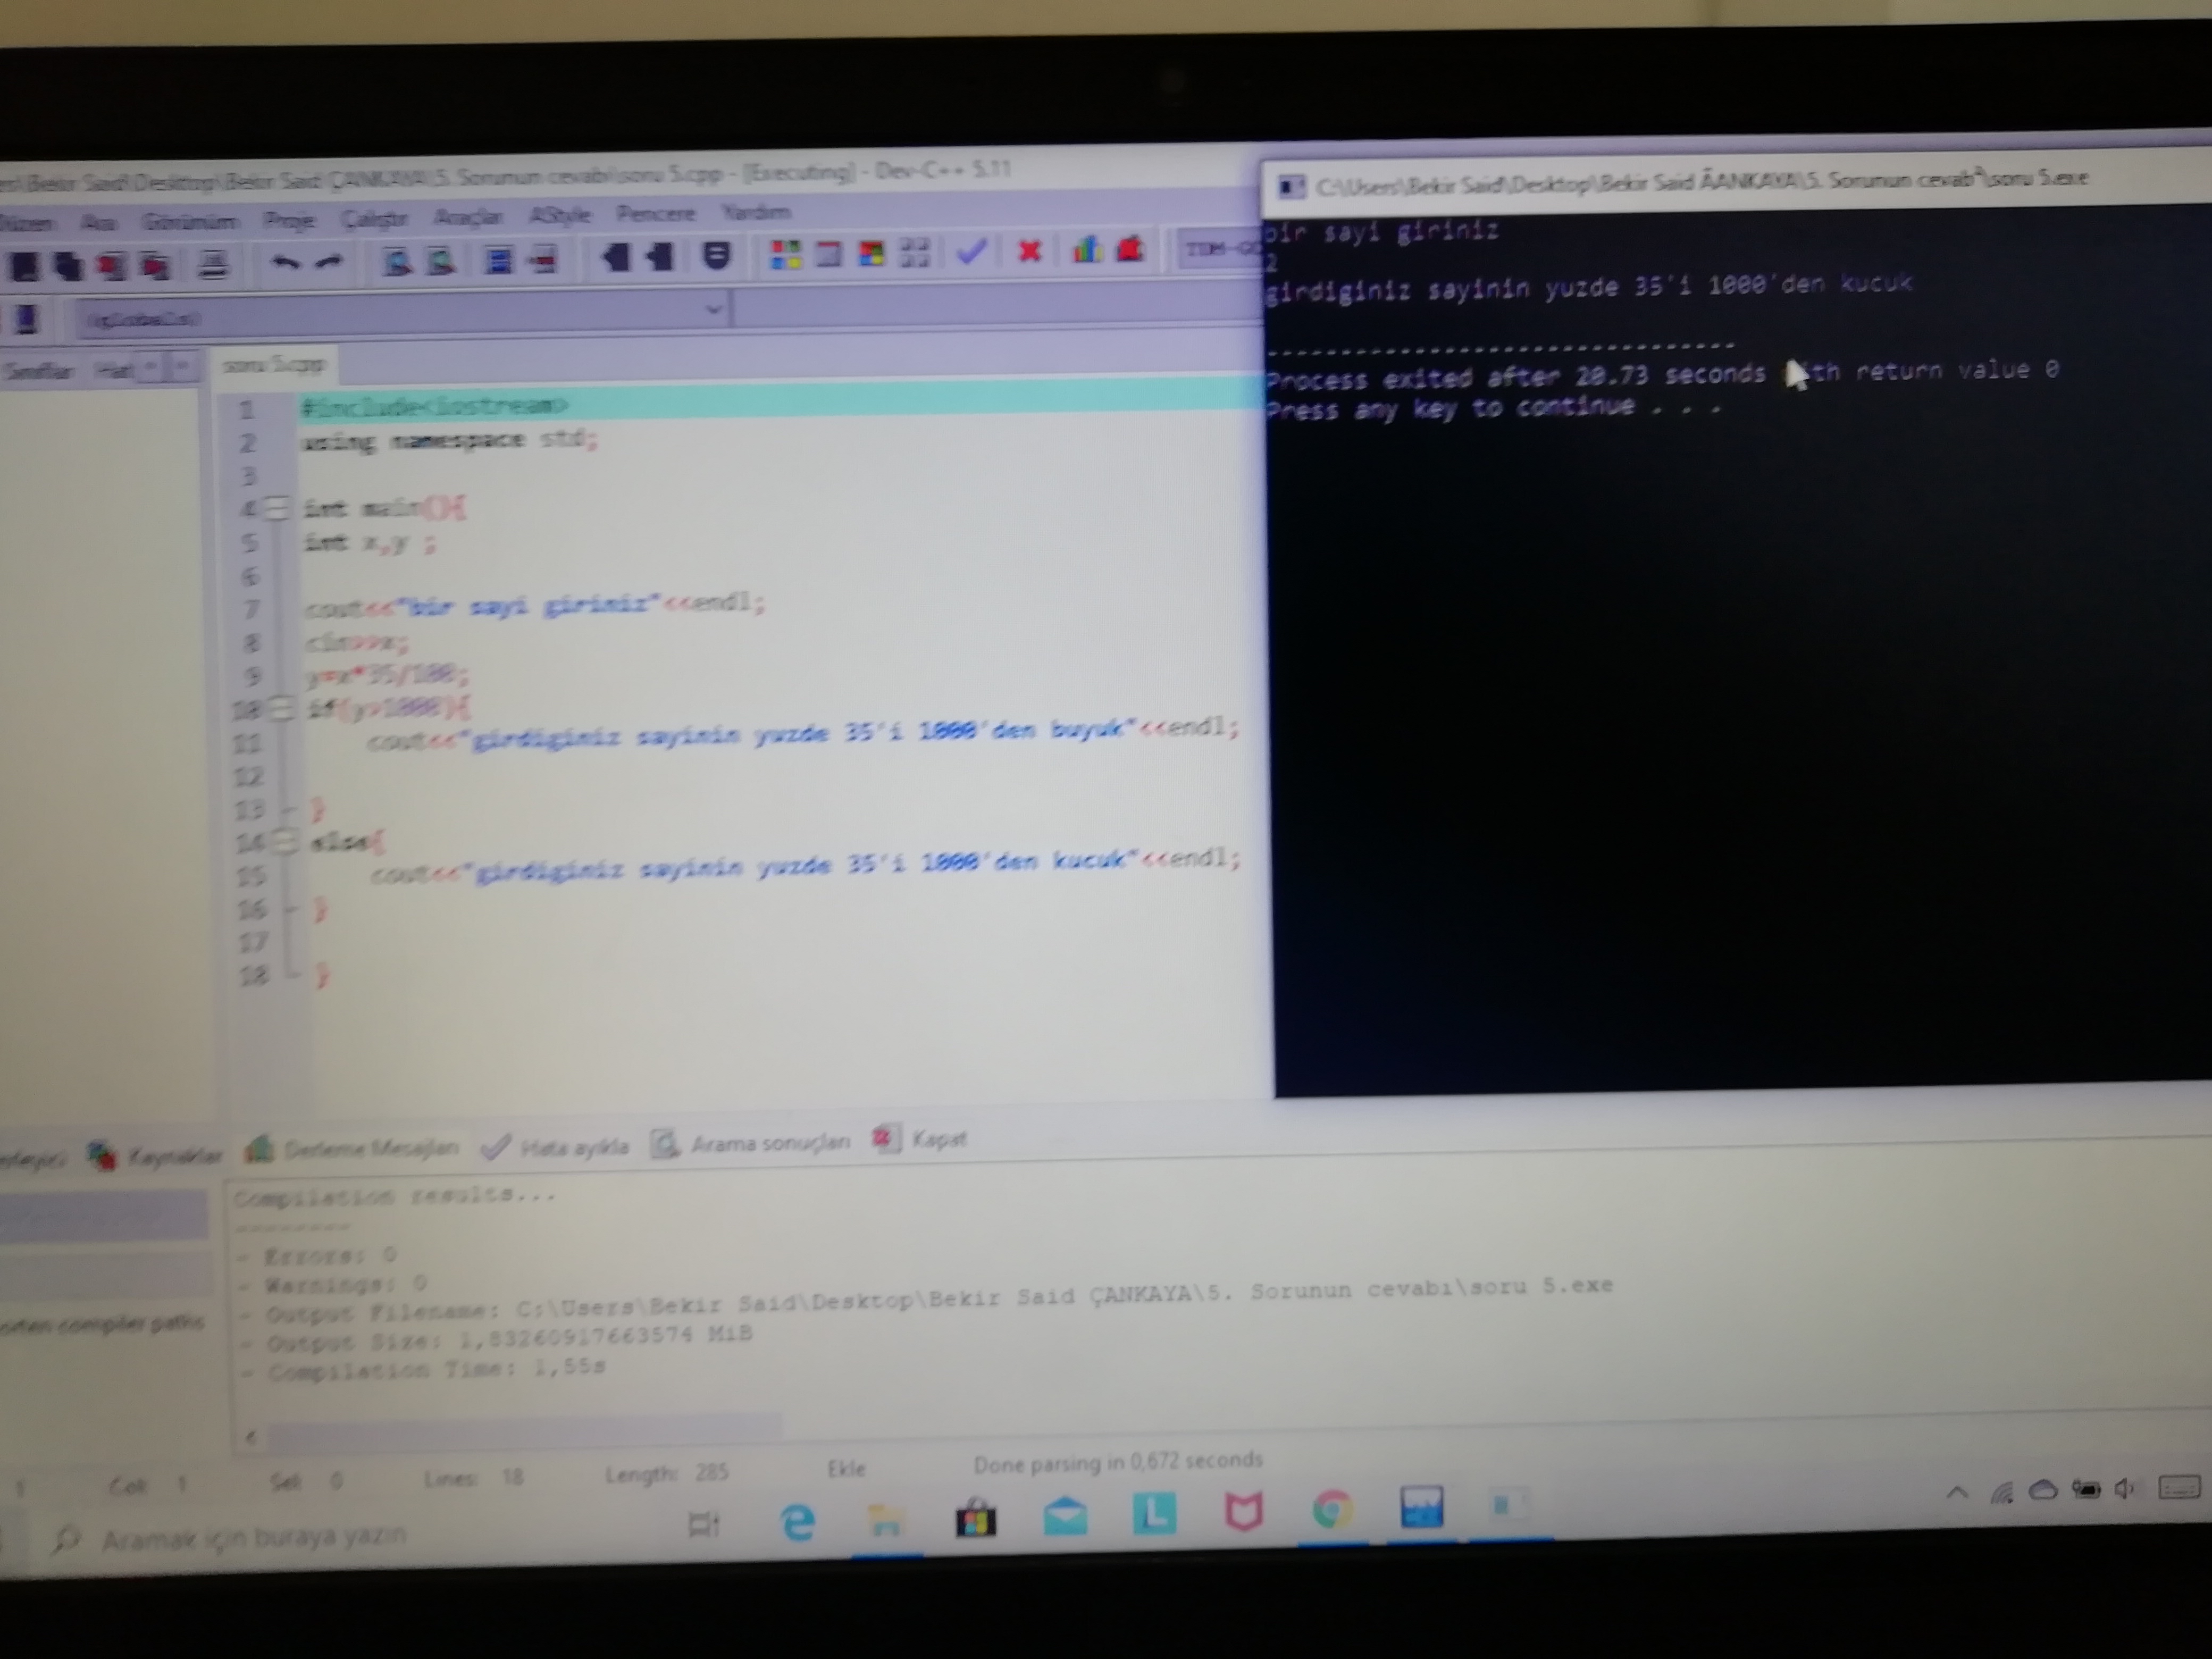 Bekir Said\Desktop\Bekir Said ÇANKAYA\5. Sorunun cevabı\soru 5.cpp - [Executing] - Dev-C++ 5.11
Düzen Ara Görünüm Proje Çalıştır Araçlar AStyle Pencere Yardım
TDM-GC
(globals)
Sınıflar
soru 5.cpp
1 #include<iostream>
2 using namespace std;
3
4 int main(){
5 int x,y ;
6
7 cout<<"bir sayi giriniz"<<endl;
8 cin>>x;
9 y=x*35/100;
10 if(y>1000){
11 cout<<"girdiginiz sayinin yuzde 35'i 1000'den buyuk"<<endl;
12
13 }
14 else{
15 cout<<"girdiginiz sayinin yuzde 35'i 1000'den kucuk"<<endl;
16 }
17
18 }
C:\Users\Bekir Said\Desktop\Bekir Said ÃANKAYA\5. Sorunun cevab²\soru 5.exe
bir sayi giriniz
2
girdiginiz sayinin yuzde 35'i 1000'den kucuk
--------------------------------
Process exited after 20.73 seconds with return value 0
Press any key to continue . . .
Kaynaklar Derleme Mesajları Hata ayıkla Arama sonuçları Kapat
Compilation results...
--------
- Errors: 0
- Warnings: 0
- Output Filename: C:\Users\Bekir Said\Desktop\Bekir Said ÇANKAYA\5. Sorunun cevabı\soru 5.exe
- Output Size: 1,83260917663574 MiB
- Compilation Time: 1,55s
compiler paths
1 Col: 1 Sel: 0 Lines: 18 Length: 285 Ekle Done parsing in 0,672 seconds
Aramak için buraya yazın